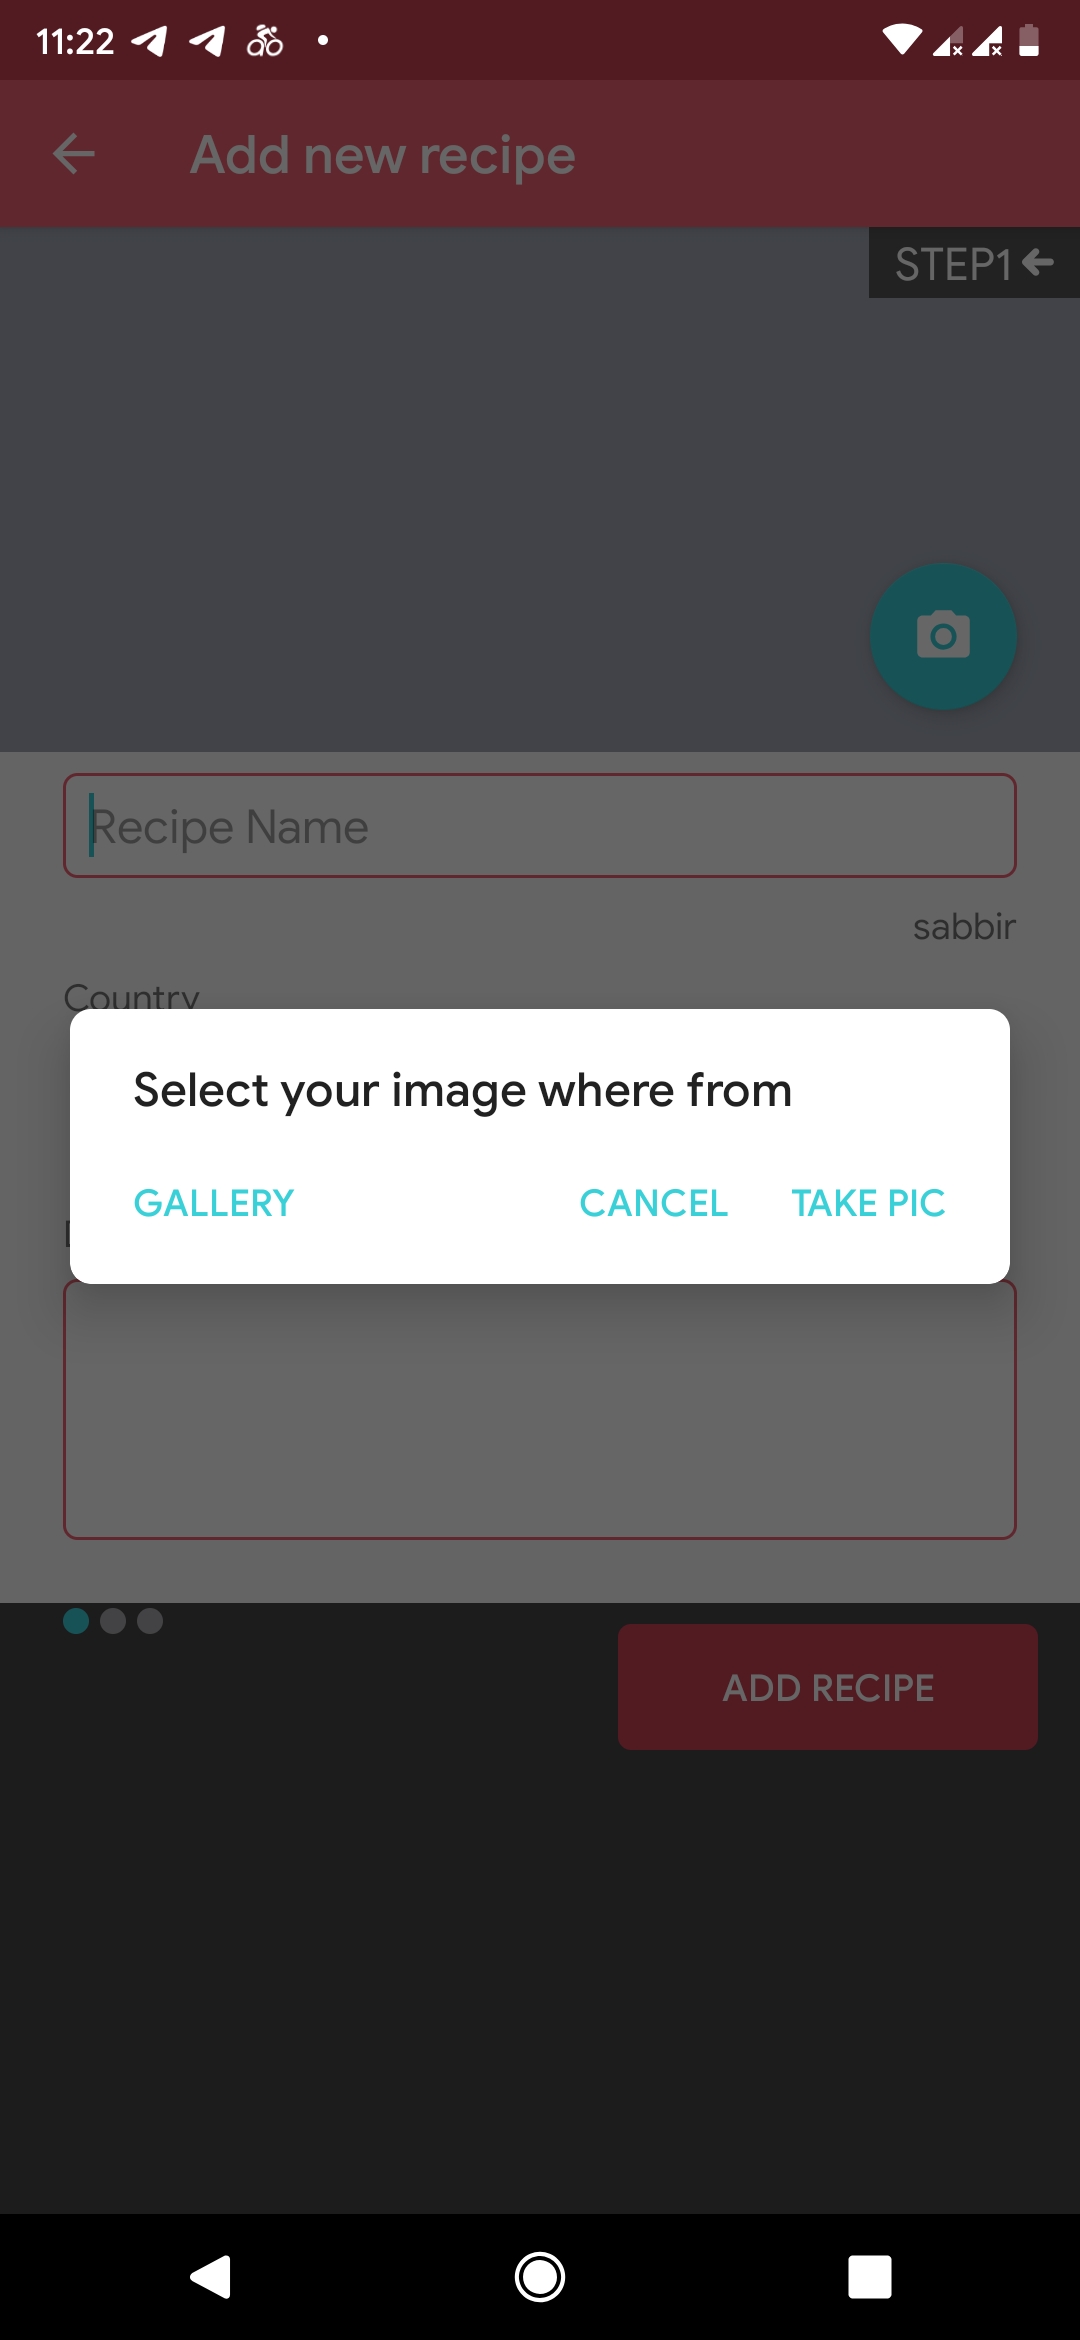 11:22
Add new recipe
STEP1
Recipe Name
sabbir
Country
Select your image where from
GALLERY CANCEL TAKE PIC
ADD RECIPE